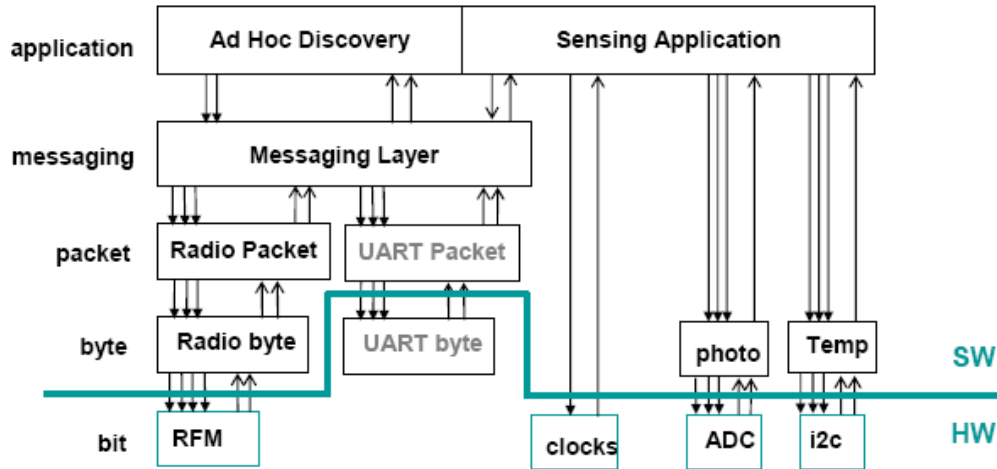 application
Ad Hoc Discovery
Sensing Application
messaging
Messaging Layer
packet
Radio Packet
UART Packet
byte
Radio byte
UART byte
photo
Temp
SW
bit
RFM
clocks
ADC
i2c
HW